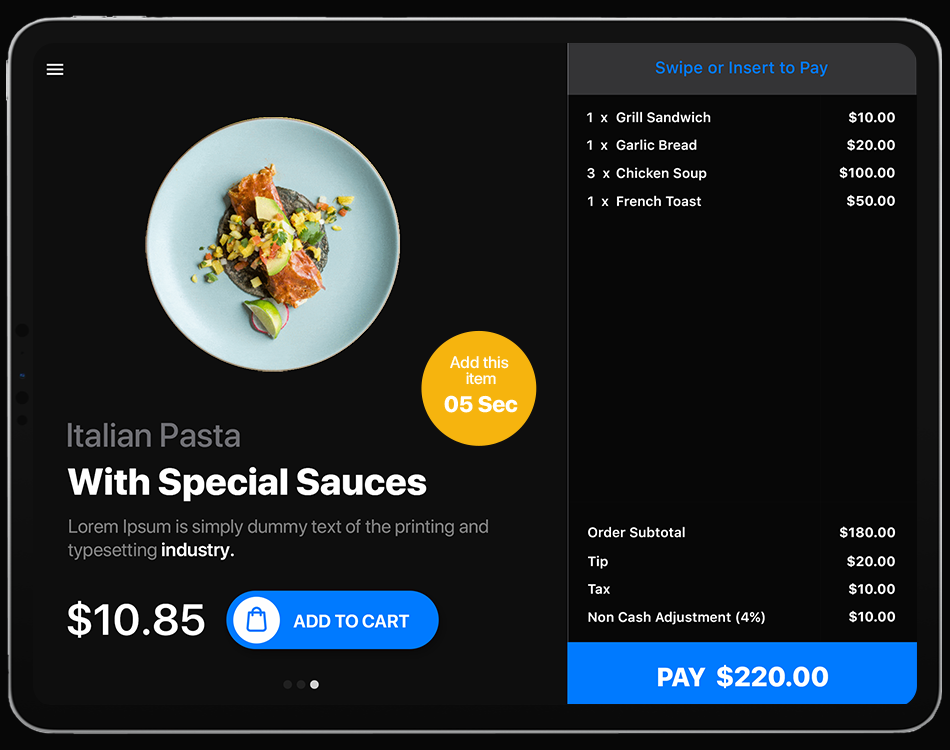 Swipe or Insert to Pay
1 x Grill Sandwich $10.00
1 x Garlic Bread $20.00
3 x Chicken Soup $100.00
1 x French Toast $50.00
Add this
item
05 Sec
Italian Pasta
With Special Sauces
Lorem Ipsum is simply dummy text of the printing and
typesetting industry.
$10.85 ADD TO CART
Order Subtotal $180.00
Tip $20.00
Tax $10.00
Non Cash Adjustment (4%) $10.00
PAY $220.00